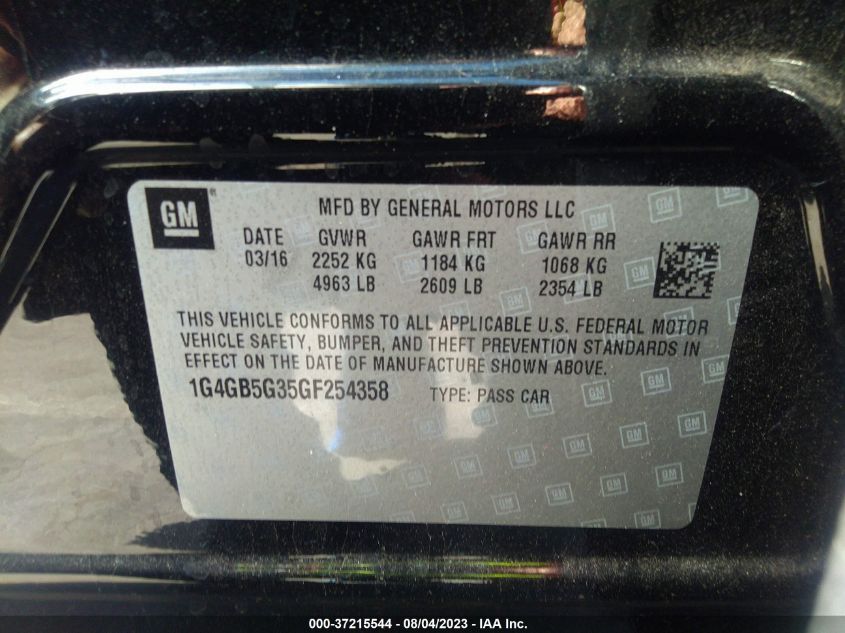 GM ®
MFD BY GENERAL MOTORS LLC
DATE GVWR GAWR FRT GAWR RR
03/16 2252 KG 1184 KG 1068 KG
4963 LB 2609 LB 2354 LB
THIS VEHICLE CONFORMS TO ALL APPLICABLE U.S. FEDERAL MOTOR
VEHICLE SAFETY, BUMPER, AND THEFT PREVENTION STANDARDS IN
EFFECT ON THE DATE OF MANUFACTURE SHOWN ABOVE.
1G4GB5G35GF254358 TYPE: PASS CAR
000-37215544 - 08/04/2023 - IAA Inc.